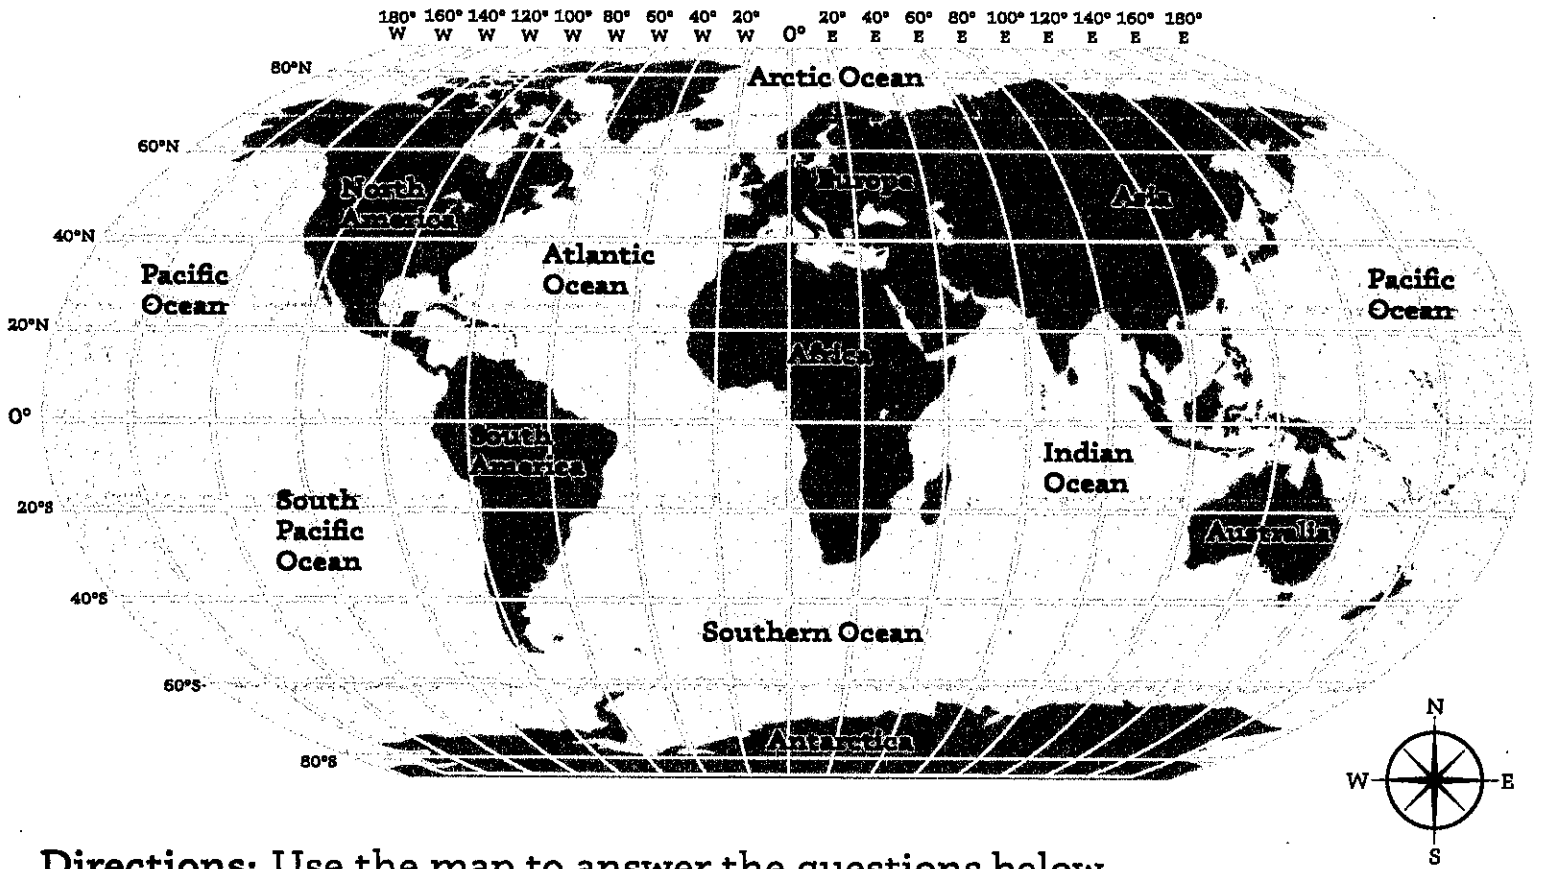 180° 160° 140° 120° 100° 80° 60° 40° 20° 20° 40° 60° 80° 100° 120° 140° 160° 180°
W W W W W W W W W 0° E E E E E E E E E
80°N
Arctic Ocean
60°N
North
America
Europe
Asia
40°N
Atlantic
Ocean
Pacific
Ocean
Pacific
Ocean
20°N
Africa
0°
South
America
Indian
Ocean
South
Pacific
Ocean
20°S
Australia
40°S
Southern Ocean
60°S
Antarctica
80°S
N
W E
S
Directions: Use the map to answer the questions below